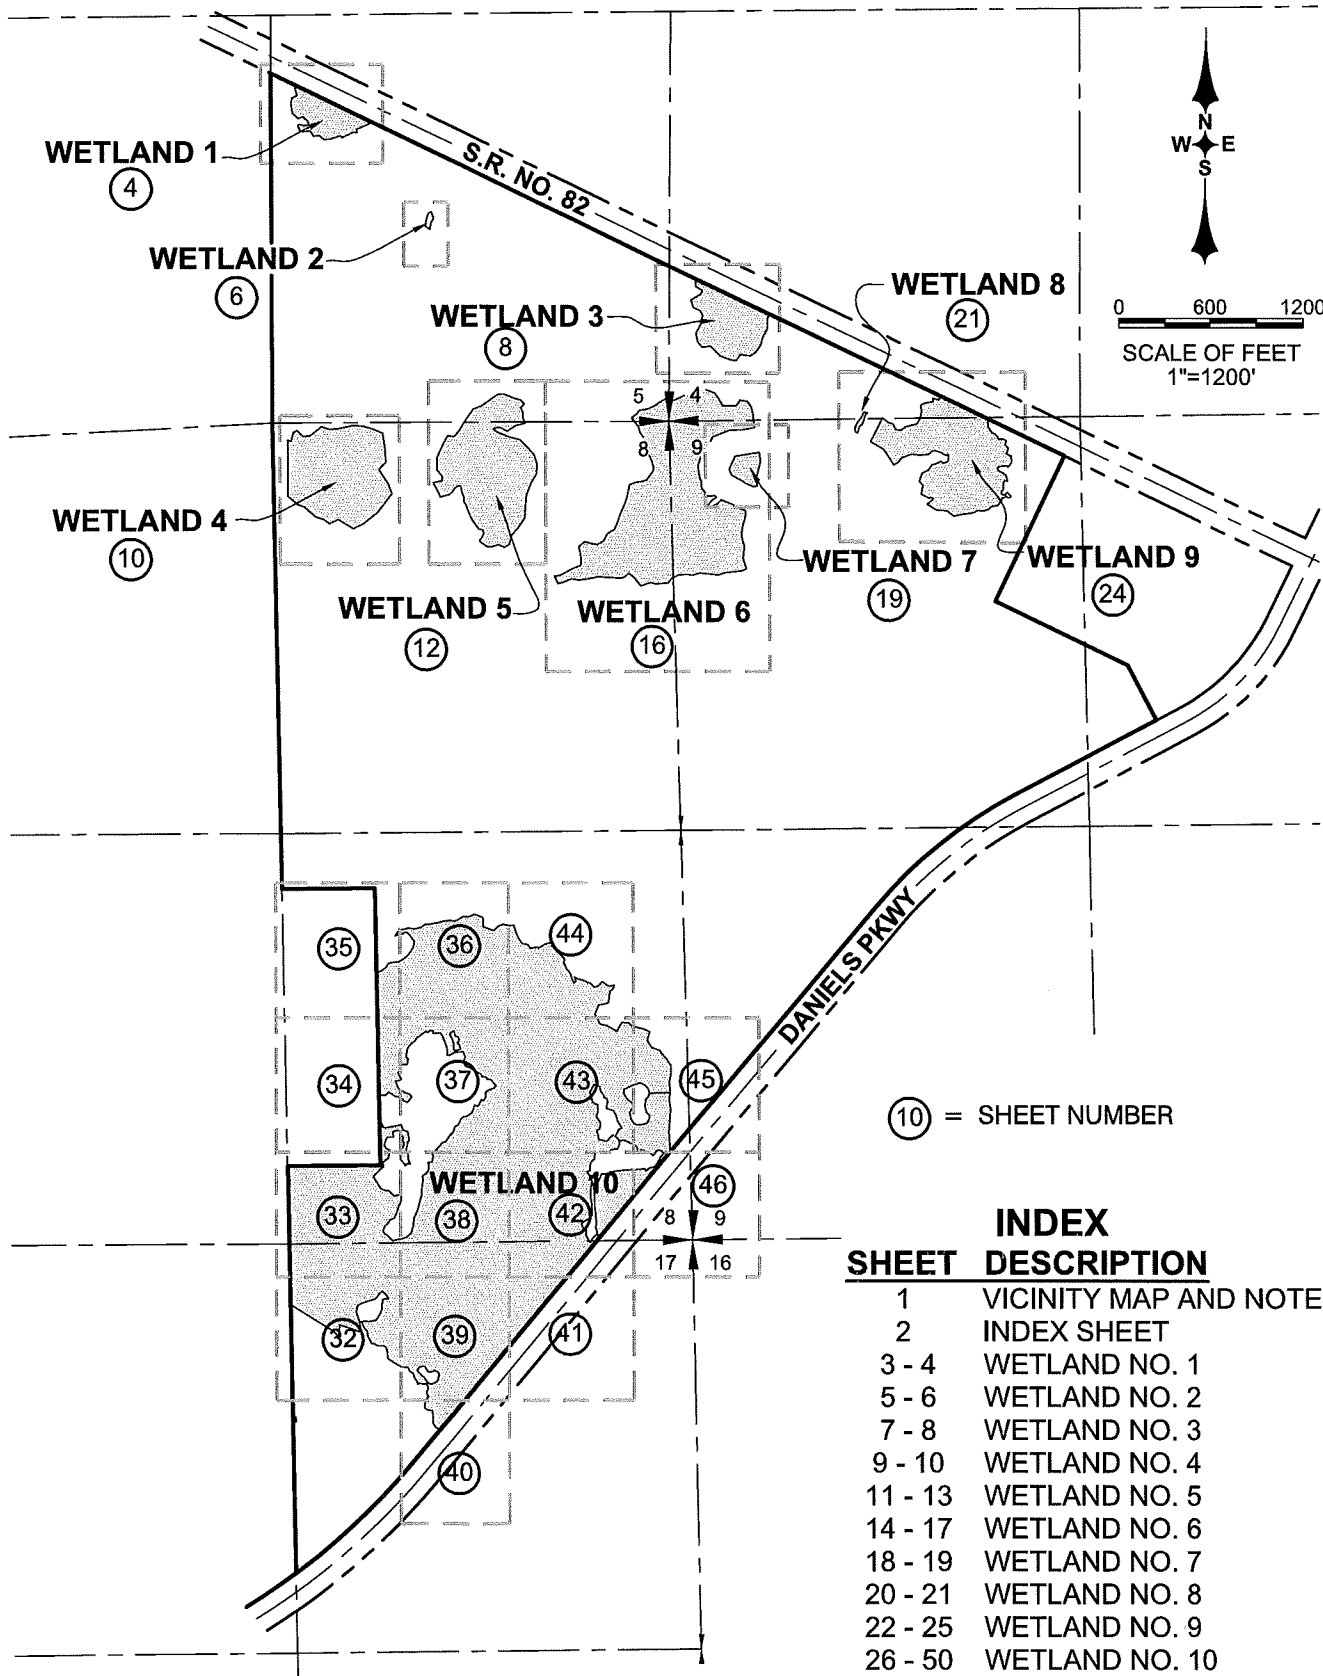 N
W E
S
0 600 1200
SCALE OF FEET
1"=1200'
S.R. NO. 82
WETLAND 1
4
WETLAND 2
6
WETLAND 3
8
WETLAND 8
21
5 4
8 9
WETLAND 4
10
WETLAND 5
12
WETLAND 6
16
WETLAND 7
19
WETLAND 9
24
DANIELS PKWY
35
36
44
34
37
43
45
10 = SHEET NUMBER
WETLAND 10
33
38
42
46
8 9
17 16
32
39
41
40
INDEX
SHEET DESCRIPTION
1 VICINITY MAP AND NOTE
2 INDEX SHEET
3 - 4 WETLAND NO. 1
5 - 6 WETLAND NO. 2
7 - 8 WETLAND NO. 3
9 - 10 WETLAND NO. 4
11 - 13 WETLAND NO. 5
14 - 17 WETLAND NO. 6
18 - 19 WETLAND NO. 7
20 - 21 WETLAND NO. 8
22 - 25 WETLAND NO. 9
26 - 50 WETLAND NO. 10